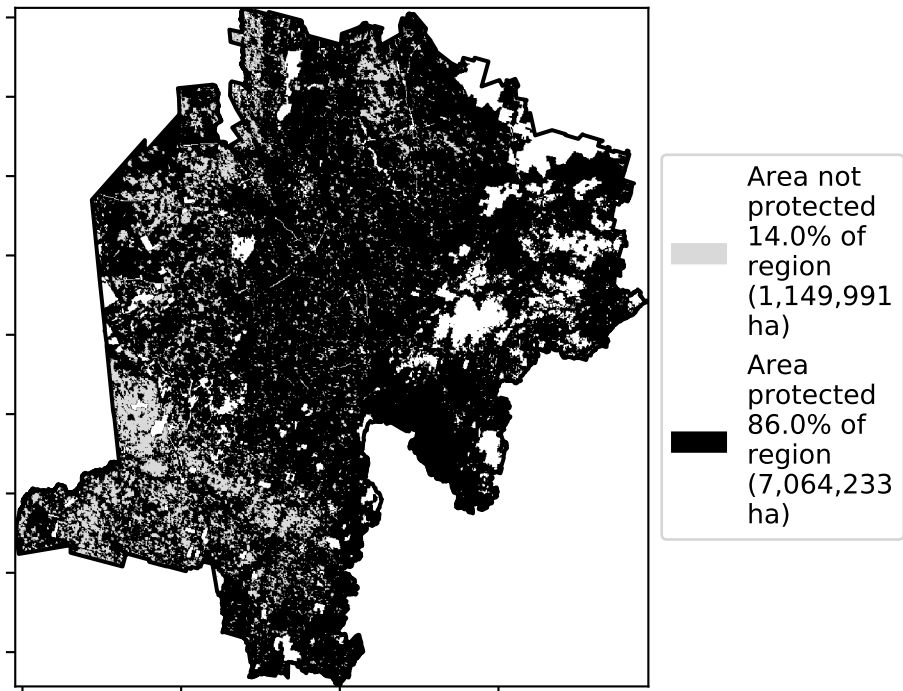 Area not
protected
14.0% of
region
(1,149,991
ha)
Area
protected
86.0% of
region
(7,064,233
ha)